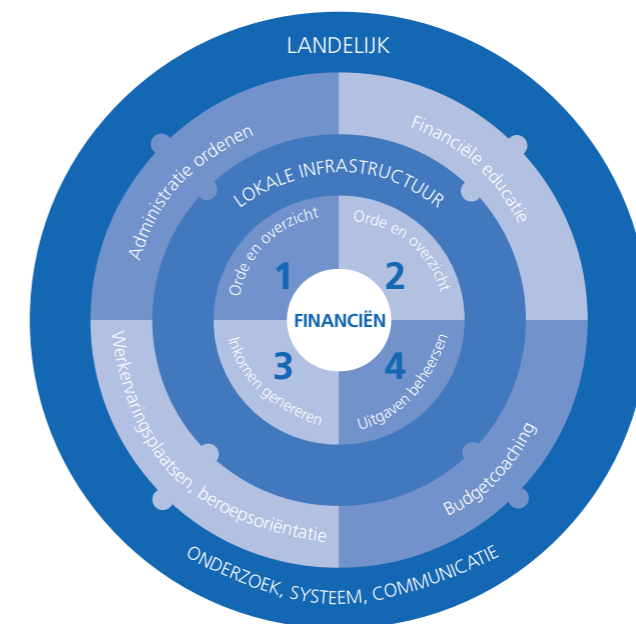 LANDELIJK
Administratie ordenen
Financiële educatie
LOKALE INFRASTRUCTUUR
Orde en overzicht
Orde en overzicht
1
2
FINANCIËN
3
4
Inkomen genereren
Uitgaven beheersen
Werkervaringsplaatsen, beroepsoriëntatie
Budgetcoaching
ONDERZOEK, SYSTEEM, COMMUNICATIE